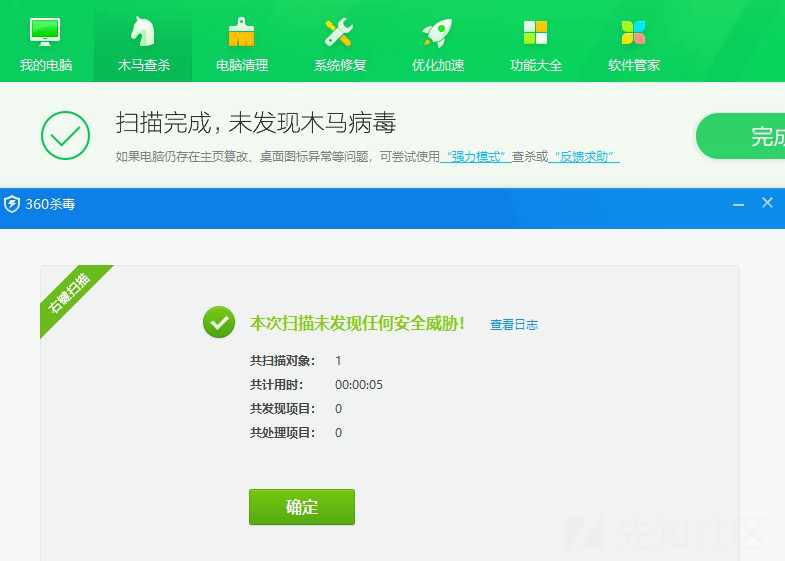 我的电脑 木马查杀 电脑清理 系统修复 优化加速 功能大全 软件管家
扫描完成，未发现木马病毒
完成
如果电脑仍存在主页篡改、桌面图标异常等问题，可尝试使用“强力模式”查杀或“反馈求助”
360杀毒
右键扫描
本次扫描未发现任何安全威胁! 查看日志
共扫描对象： 1
共计用时： 00:00:05
共发现项目： 0
共处理项目： 0
确定
先知社区